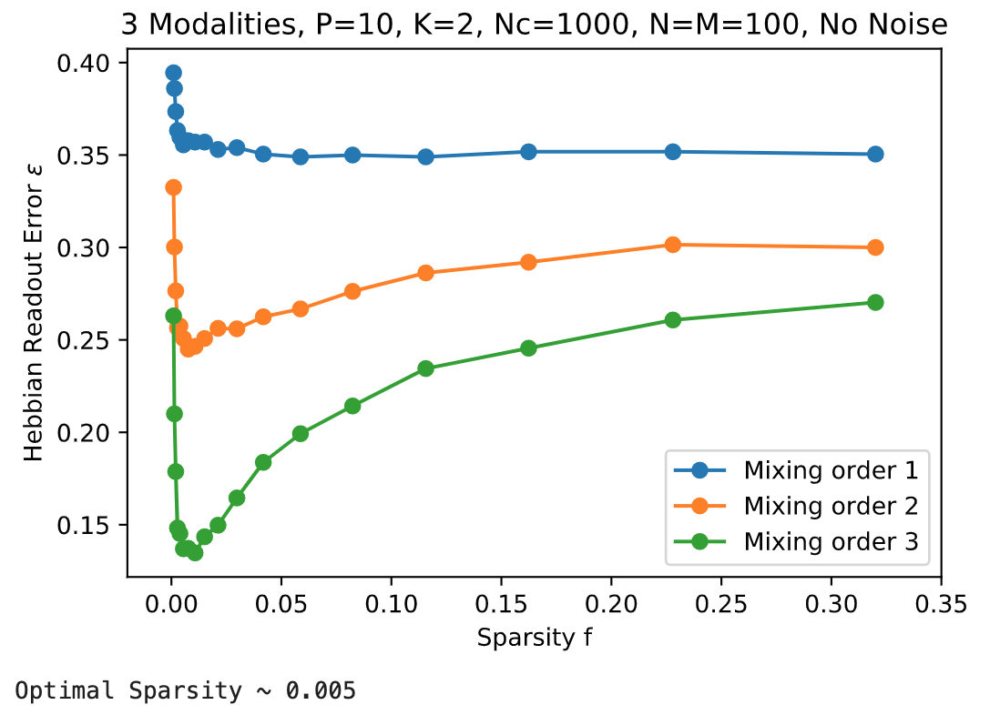 3 Modalities, P=10, K=2, Nc=1000, N=M=100, No Noise
0.40
0.35
0.30
0.25
0.20
0.15
Hebbian Readout Error ε
Mixing order 1
Mixing order 2
Mixing order 3
0.00 0.05 0.10 0.15 0.20 0.25 0.30 0.35
Sparsity f
Optimal Sparsity ~ 0.005